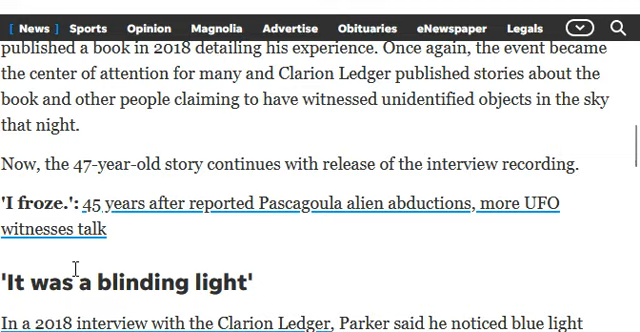 [ News ] Sports Opinion Magnolia Advertise Obituaries eNewspaper Legals
published a book in 2018 detailing his experience. Once again, the event became
the center of attention for many and Clarion Ledger published stories about the
book and other people claiming to have witnessed unidentified objects in the sky
that night.
Now, the 47-year-old story continues with release of the interview recording.
'I froze.': 45 years after reported Pascagoula alien abductions, more UFO
witnesses talk
'It was a blinding light'
In a 2018 interview with the Clarion Ledger, Parker said he noticed blue light